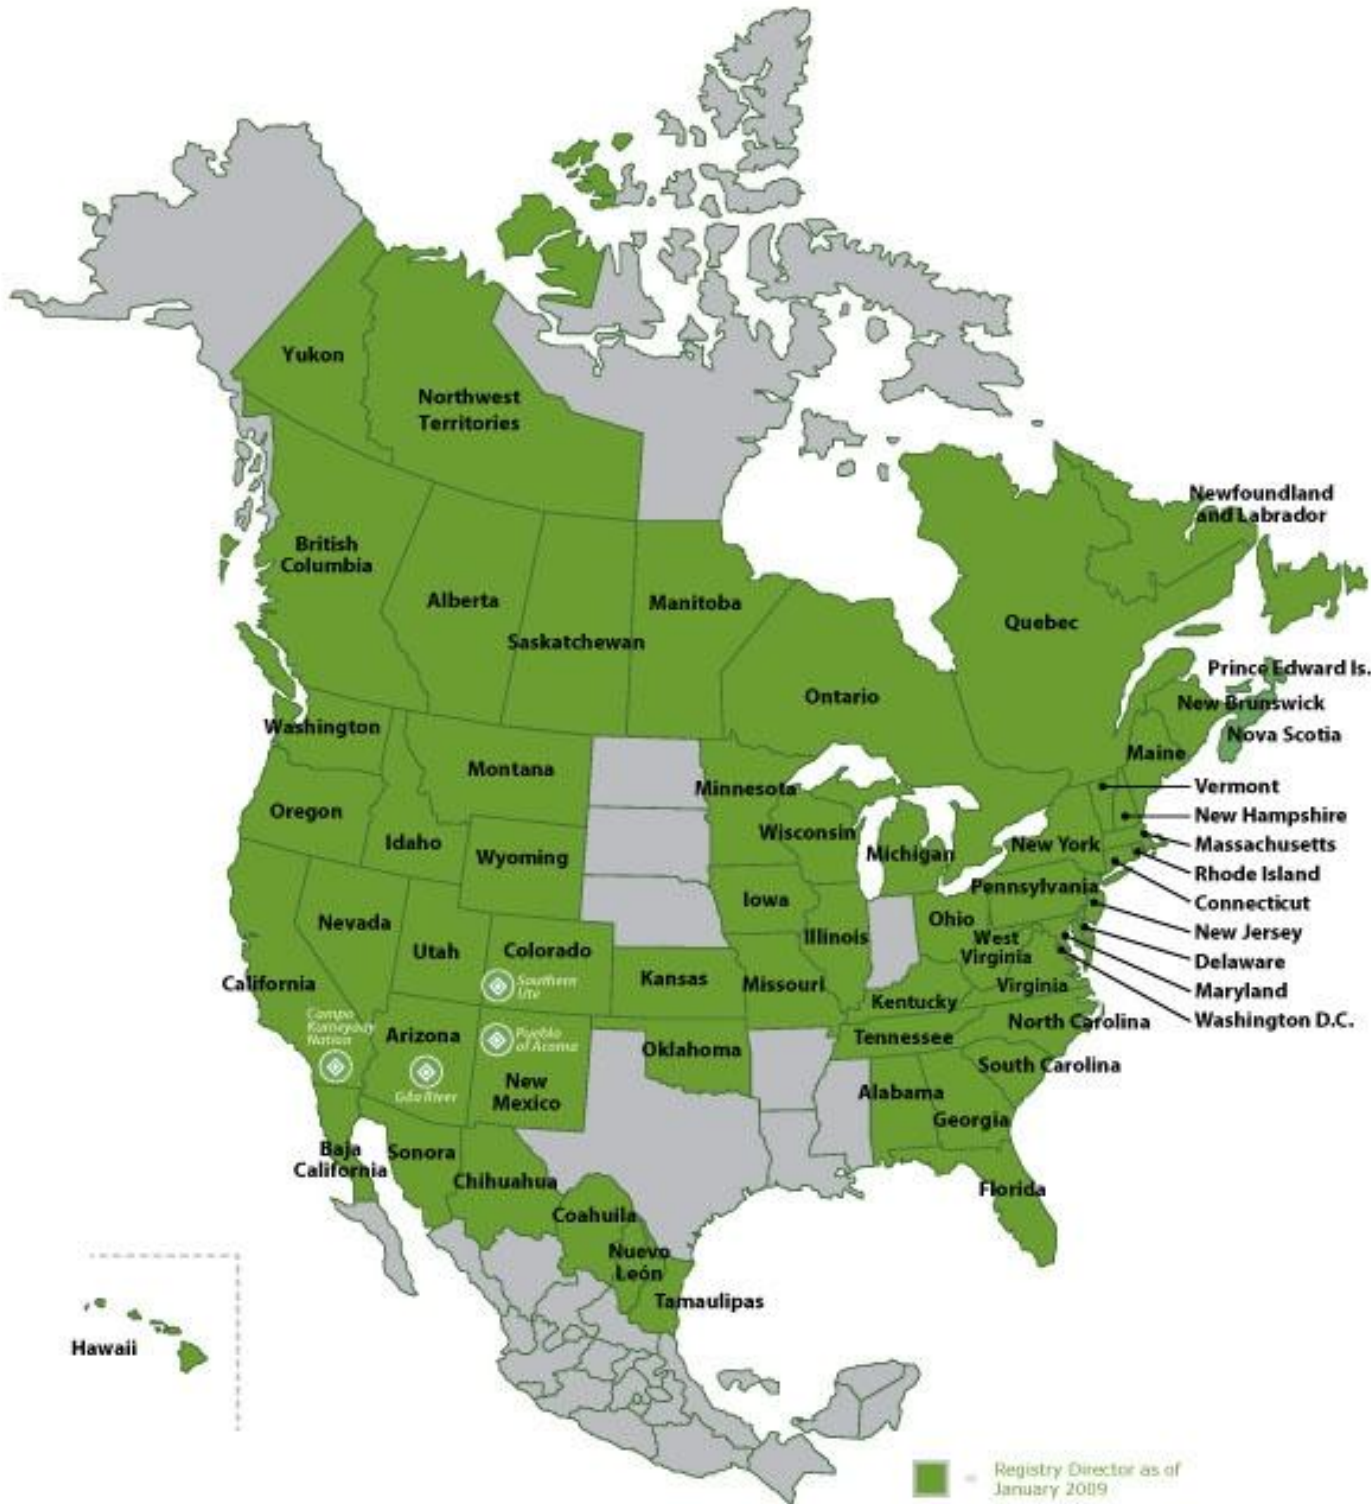 Yukon
Northwest
Territories
Newfoundland
and Labrador
British
Columbia
Alberta
Manitoba
Saskatchewan
Quebec
Ontario
Prince Edward Is.
New Brunswick
Nova Scotia
Washington
Montana
Maine
Minnesota
Vermont
Oregon
Idaho
Wyoming
Wisconsin
Michigan
New York
New Hampshire
Massachusetts
Rhode Island
Pennsylvania
Iowa
Connecticut
Nevada
Utah
Colorado
Illinois
Ohio
West
Virginia
New Jersey
Delaware
California
Southern
Ute
Kansas
Missouri
Kentucky
Virginia
Maryland
Washington D.C.
Campo
Kumeyaay
Nation
Arizona
Pueblo
of Acoma
Oklahoma
Tennessee
North Carolina
South Carolina
Gila River
New
Mexico
Alabama
Georgia
Baja
California
Sonora
Chihuahua
Florida
Coahuila
Nuevo
León
Tamaulipas
Hawaii
Registry Director as of
January 2009